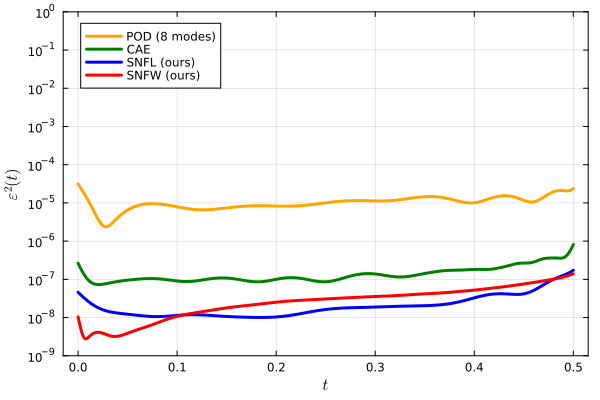 10⁰
10⁻¹
10⁻²
10⁻³
10⁻⁴
10⁻⁵
10⁻⁶
10⁻⁷
10⁻⁸
10⁻⁹
ε²(t)
POD (8 modes)
CAE
SNFL (ours)
SNFW (ours)
0.0 0.1 0.2 0.3 0.4 0.5
t